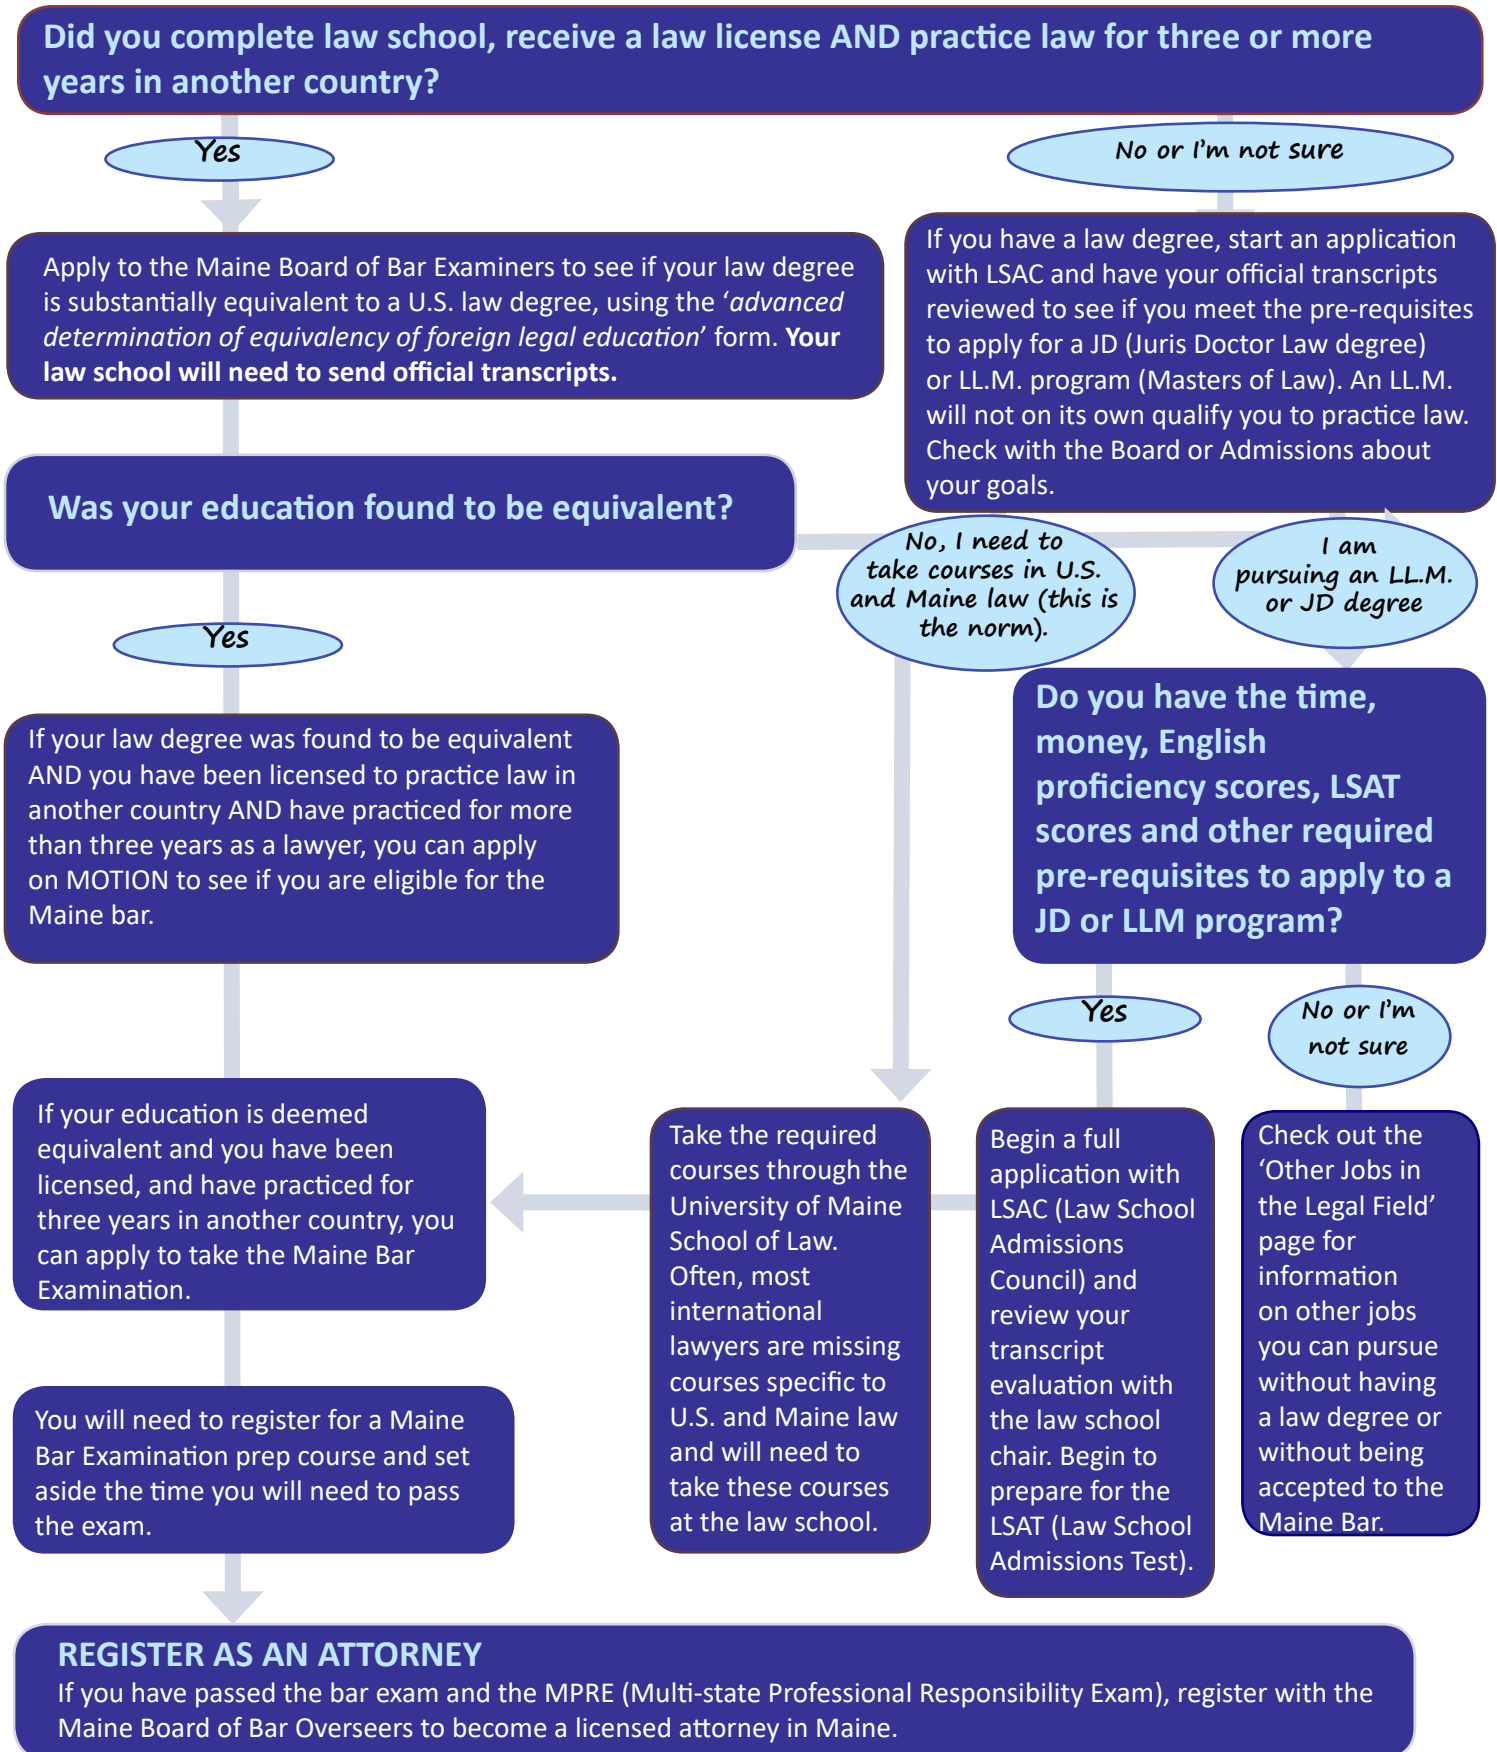 Did you complete law school, receive a law license AND practice law for three or more
years in another country?
Yes
No or I'm not sure
Apply to the Maine Board of Bar Examiners to see if your law degree
is substantially equivalent to a U.S. law degree, using the ‘advanced
determination of equivalency of foreign legal education’ form. Your
law school will need to send official transcripts.
If you have a law degree, start an application
with LSAC and have your official transcripts
reviewed to see if you meet the pre-requisites
to apply for a JD (Juris Doctor Law degree)
or LL.M. program (Masters of Law). An LL.M.
will not on its own qualify you to practice law.
Check with the Board or Admissions about
your goals.
Was your education found to be equivalent?
No, I need to
take courses in U.S.
and Maine law (this is
the norm).
I am
pursuing an LL.M.
or JD degree
Yes
Do you have the time,
money, English
proficiency scores, LSAT
scores and other required
pre-requisites to apply to a
JD or LLM program?
If your law degree was found to be equivalent
AND you have been licensed to practice law in
another country AND have practiced for more
than three years as a lawyer, you can apply
on MOTION to see if you are eligible for the
Maine bar.
Yes
No or I'm
not sure
If your education is deemed
equivalent and you have been
licensed, and have practiced for
three years in another country, you
can apply to take the Maine Bar
Examination.
Take the required
courses through the
University of Maine
School of Law.
Often, most
international
lawyers are missing
courses specific to
U.S. and Maine law
and will need to
take these courses
at the law school.
Begin a full
application with
LSAC (Law School
Admissions
Council) and
review your
transcript
evaluation with
the law school
chair. Begin to
prepare for the
LSAT (Law School
Admissions Test).
Check out the
‘Other Jobs in
the Legal Field’
page for
information
on other jobs
you can pursue
without having
a law degree or
without being
accepted to the
Maine Bar.
You will need to register for a Maine
Bar Examination prep course and set
aside the time you will need to pass
the exam.
REGISTER AS AN ATTORNEY
If you have passed the bar exam and the MPRE (Multi-state Professional Responsibility Exam), register with the
Maine Board of Bar Overseers to become a licensed attorney in Maine.